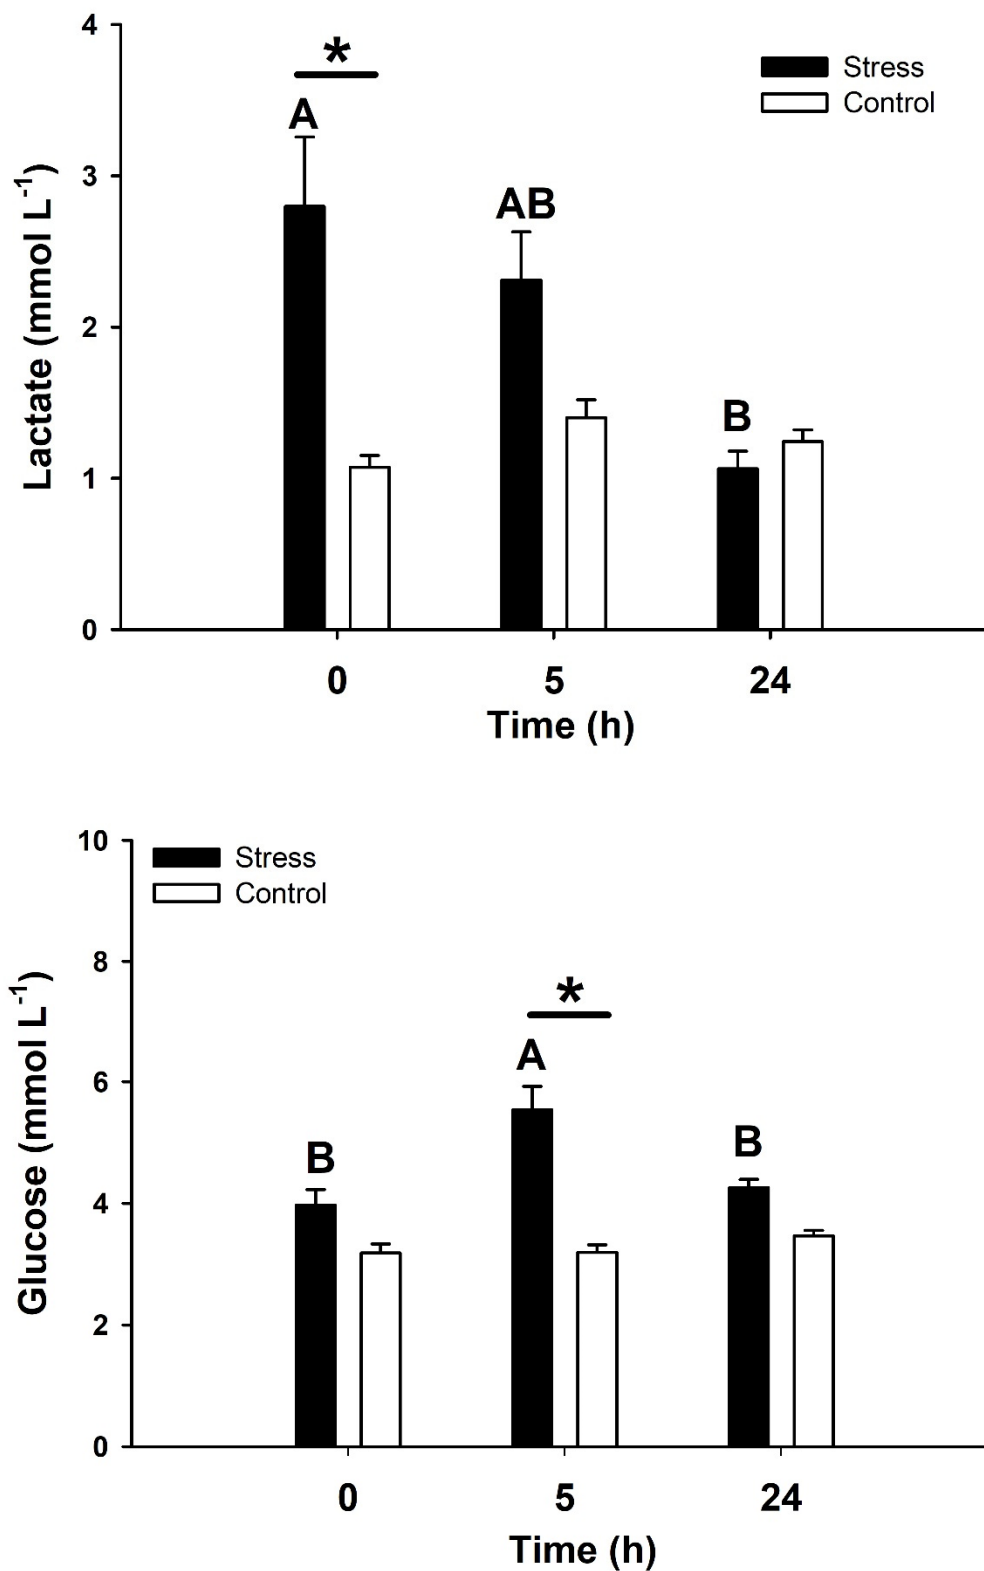 4
*
Stress
A
Control
3
AB
Lactate (mmol L⁻¹)
2
B
1
0
0 5 24
Time (h)
10
Stress
Control
8
*
A
6
B
B
Glucose (mmol L⁻¹)
4
2
0
0 5 24
Time (h)